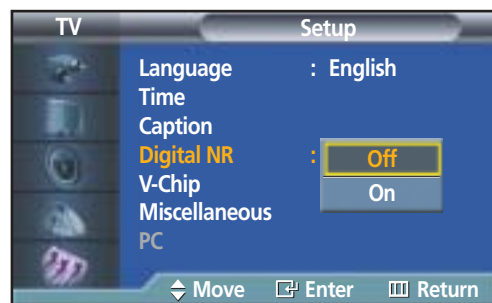 TV Setup
Language : English
Time
Caption
Digital NR : Off
On
V-Chip
Miscellaneous
PC
Move Enter Return